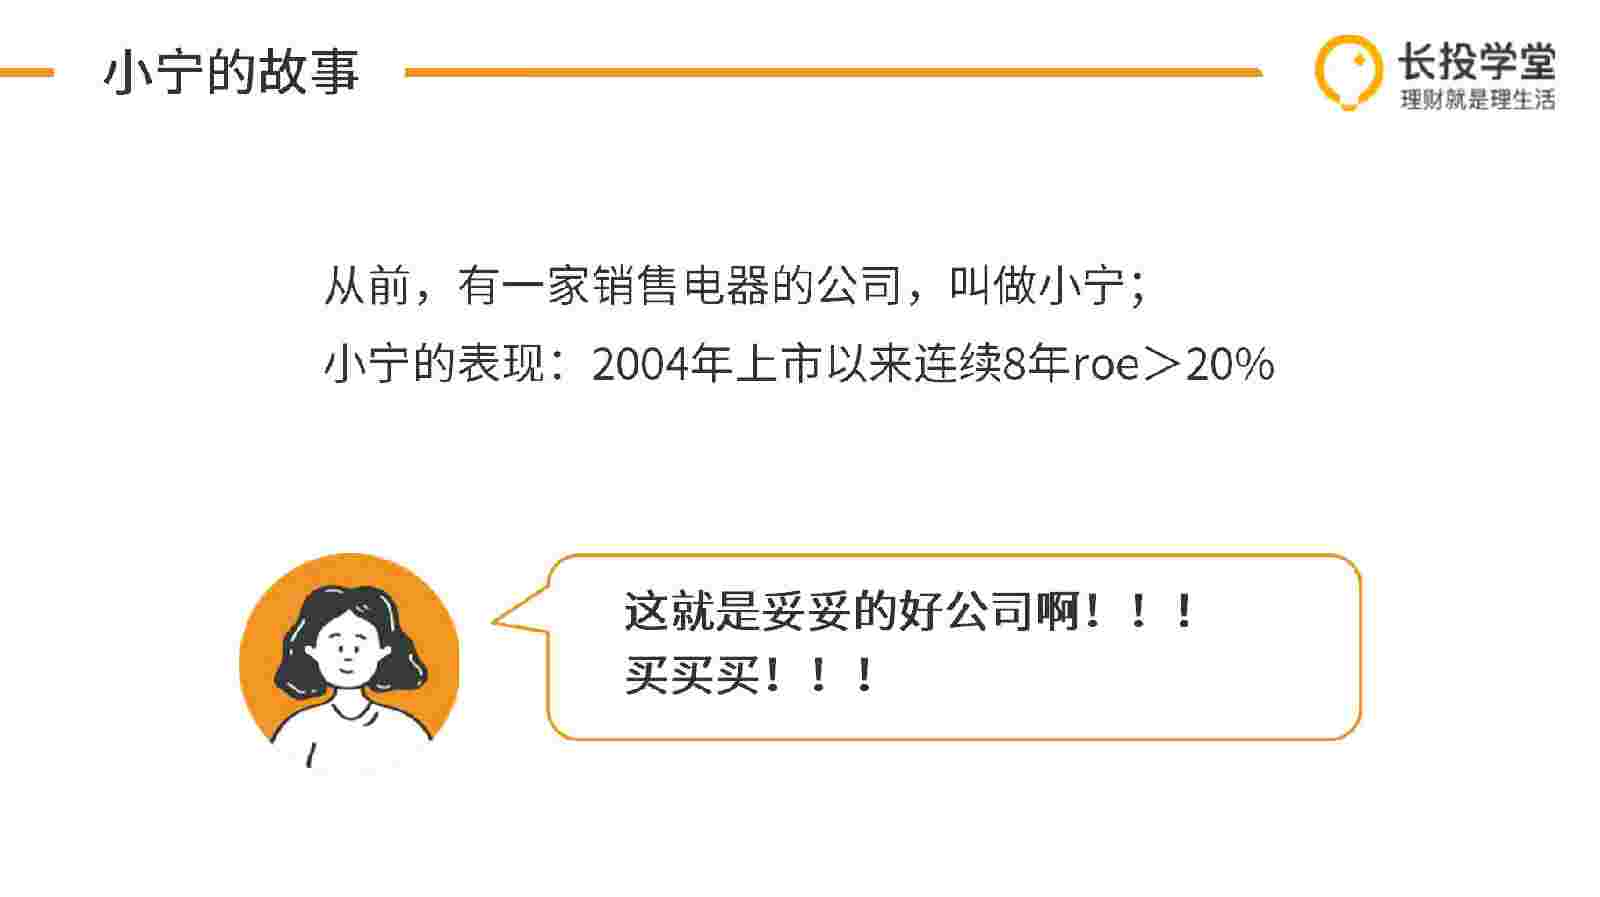 小宁的故事
长投学堂
理财就是理生活
从前，有一家销售电器的公司，叫做小宁；
小宁的表现：2004年上市以来连续8年roe＞20%
这就是妥妥的好公司啊！！！
买买买！！！